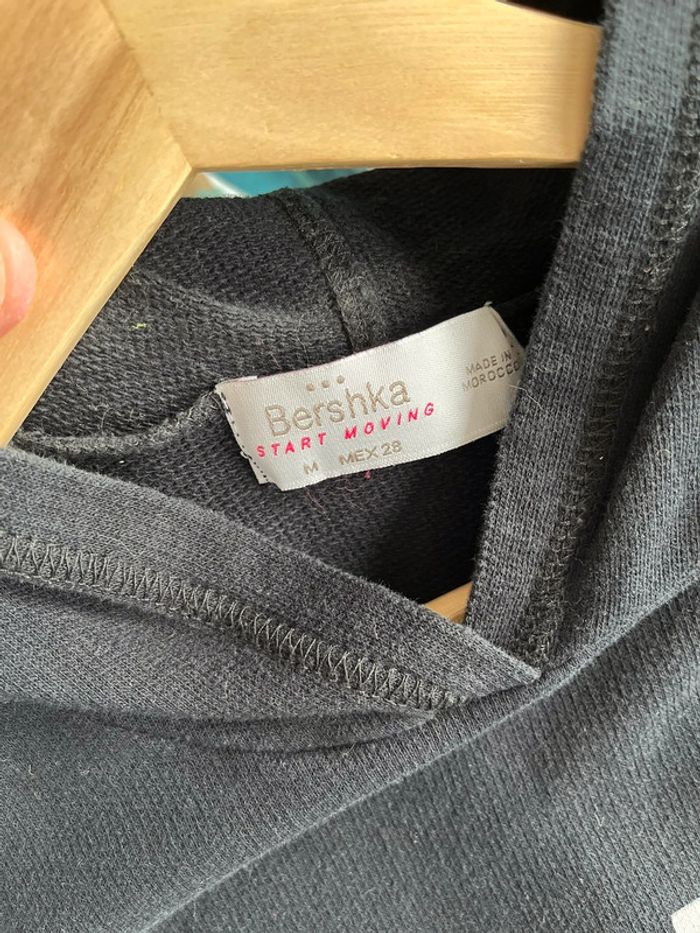 Bershka
START MOVING
M MEX 28
MADE IN
MOROCCO